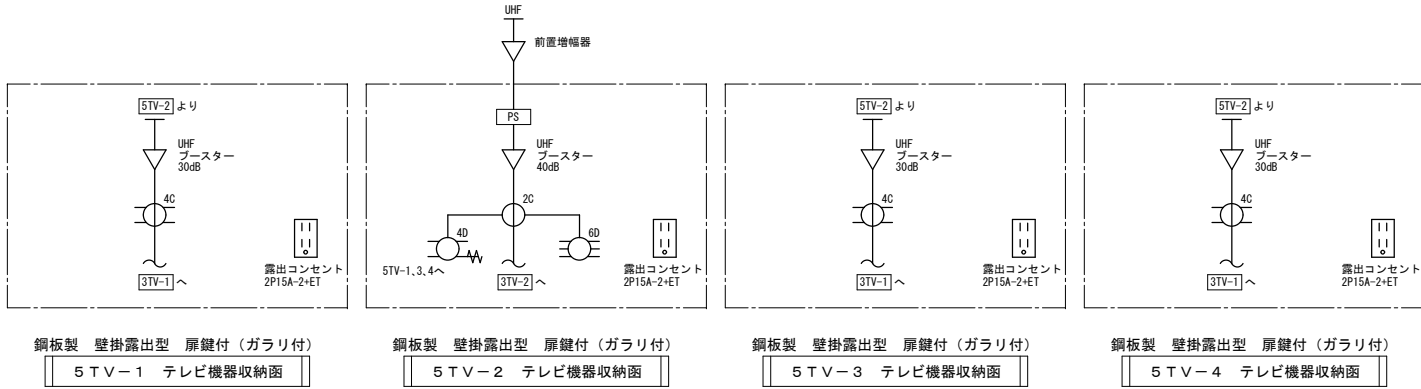 UHF
前置増幅器
5TV-2 より
UHF
ブースター
30dB
4C
露出コンセント
2P15A-2+ET
3TV-1 へ
鋼板製 壁掛露出型 扉鍵付（ガラリ付）
５ＴＶ－１ テレビ機器収納函
PS
UHF
ブースター
40dB
2C
4D
6D
5TV-1、3、4へ
露出コンセント
2P15A-2+ET
3TV-2 へ
鋼板製 壁掛露出型 扉鍵付（ガラリ付）
５ＴＶ－２ テレビ機器収納函
5TV-2 より
UHF
ブースター
30dB
4C
露出コンセント
2P15A-2+ET
3TV-1 へ
鋼板製 壁掛露出型 扉鍵付（ガラリ付）
５ＴＶ－３ テレビ機器収納函
5TV-2 より
UHF
ブースター
30dB
4C
露出コンセント
2P15A-2+ET
3TV-1 へ
鋼板製 壁掛露出型 扉鍵付（ガラリ付）
５ＴＶ－４ テレビ機器収納函